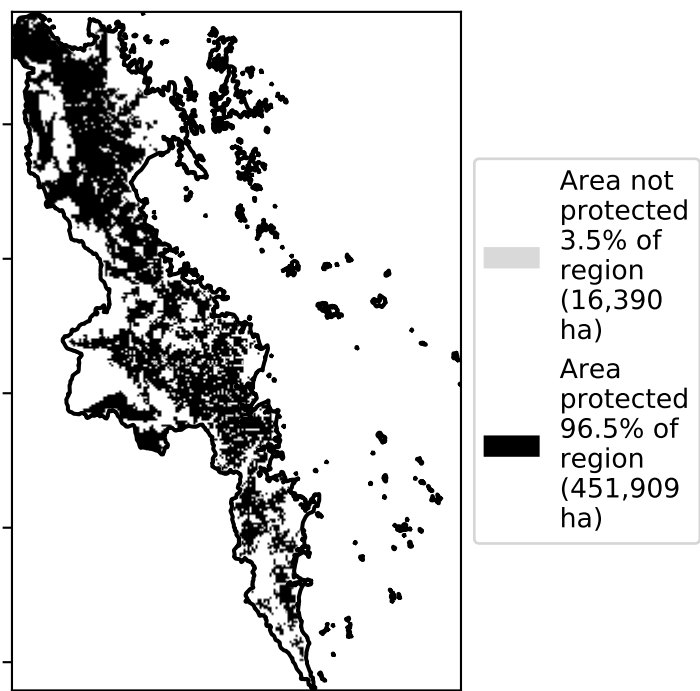 Area not
protected
3.5% of
region
(16,390
ha)
Area
protected
96.5% of
region
(451,909
ha)